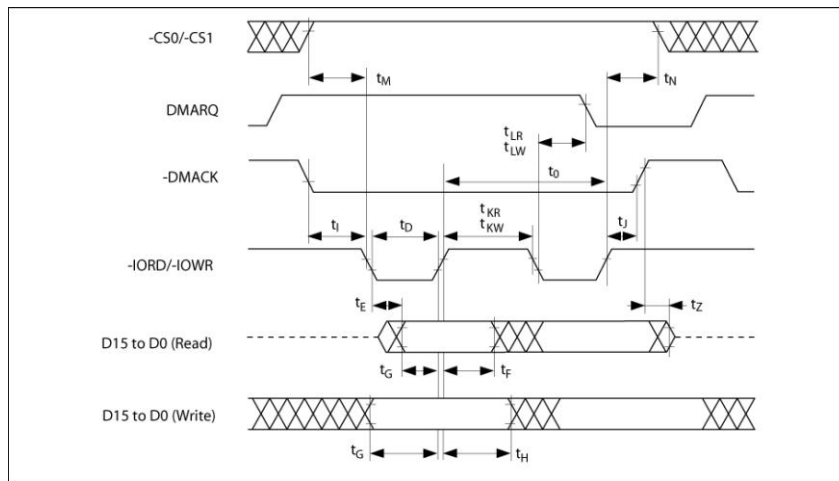 -CS0/-CS1
tM
tN
DMARQ
tLR
tLW
-DMACK
t0
tI
tD
tKR
tKW
tJ
-IORD/-IOWR
tE
tZ
D15 to D0 (Read)
tG
tF
D15 to D0 (Write)
tG
tH